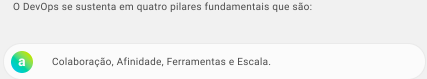 O DevOps se sustenta em quatro pilares fundamentais que são:
a Colaboração, Afinidade, Ferramentas e Escala.